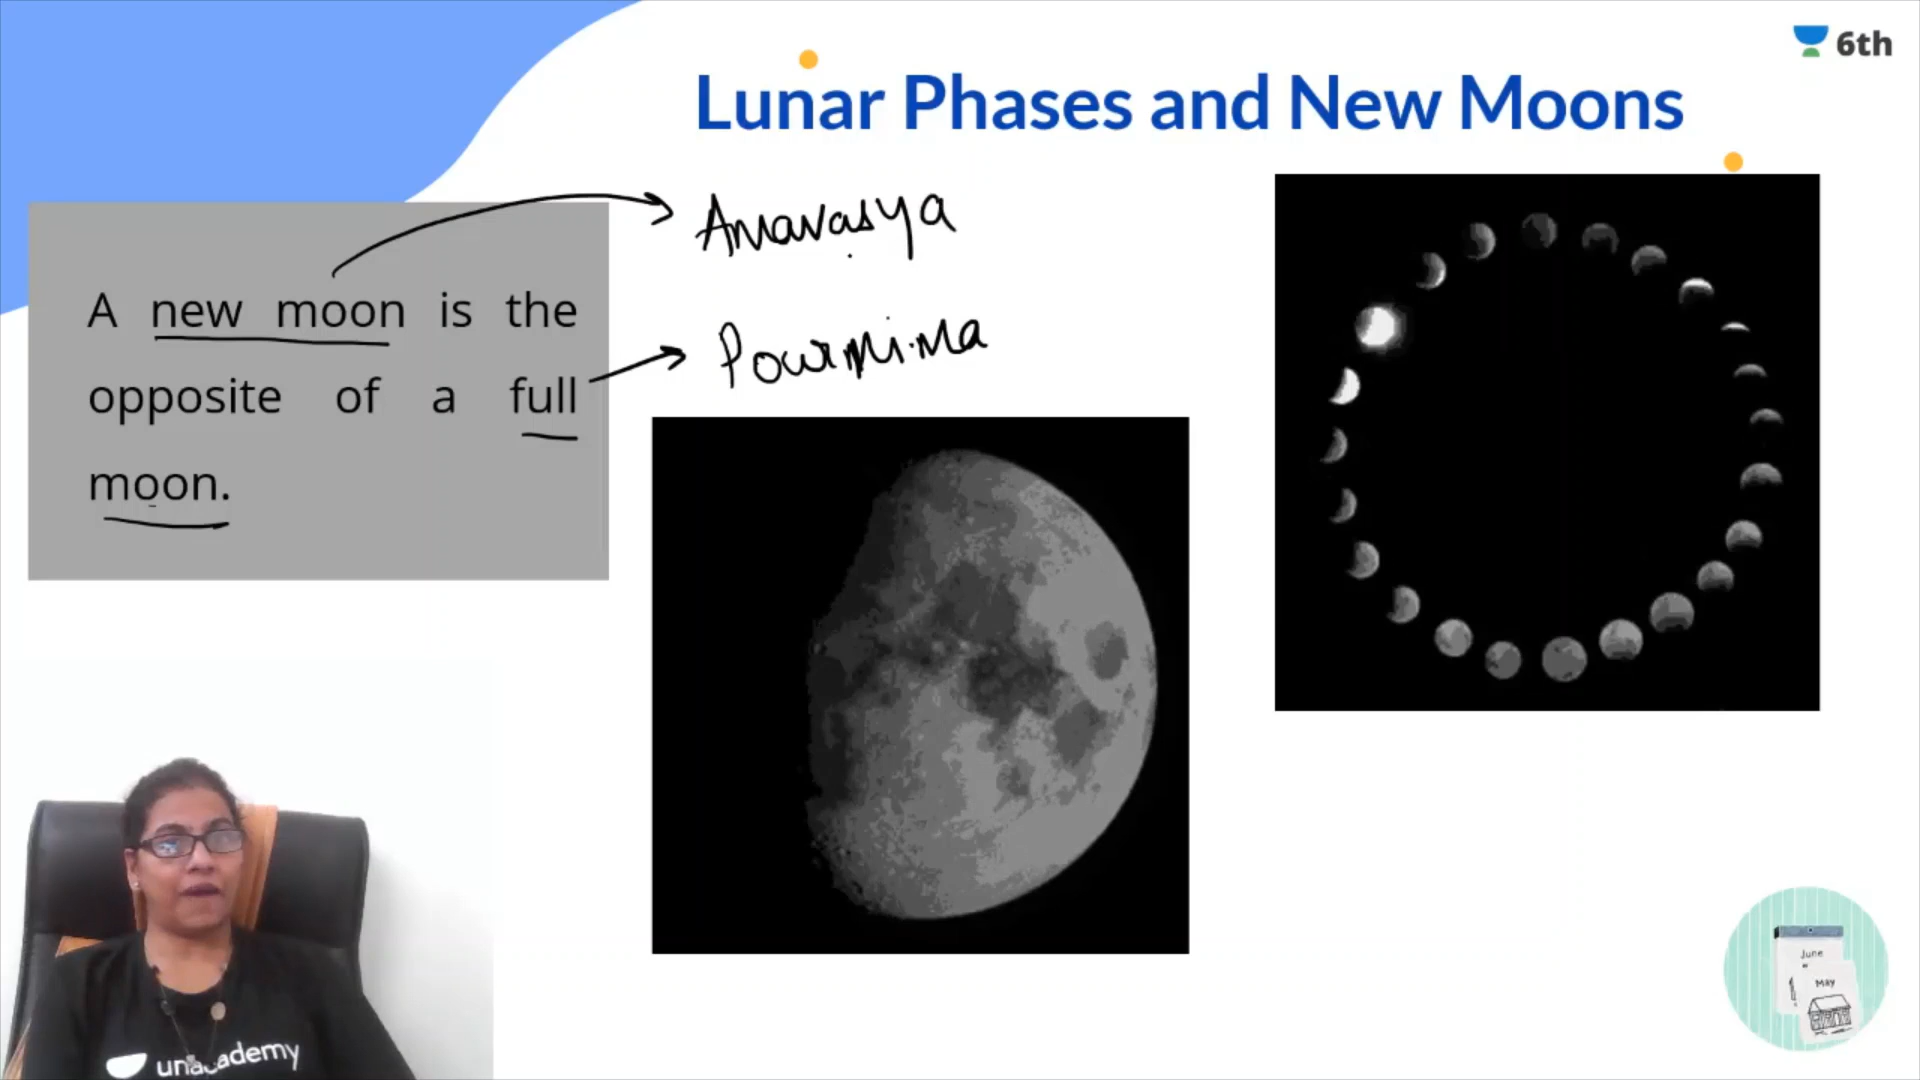 6th
Lunar Phases and New Moons
Amavasya
A new moon is the
opposite of a full
moon.
Pournima
June
May
unacademy